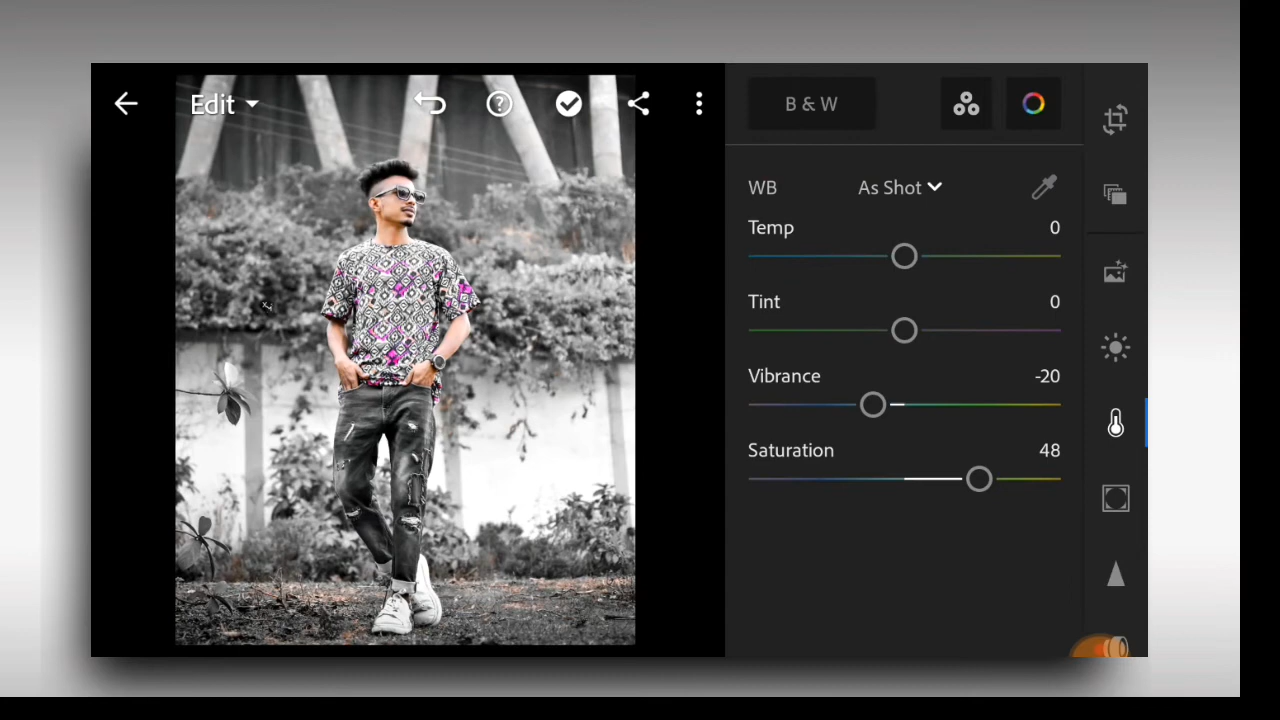 Edit
B & W
WB As Shot
Temp 0
Tint 0
Vibrance -20
Saturation 48